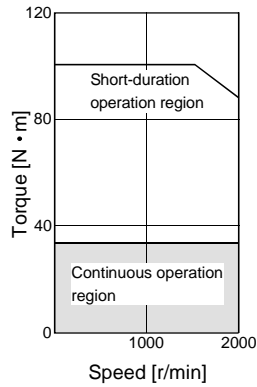 120
80
40
0
Torque [N・m]
Short-duration
operation region
Continuous operation
region
1000
2000
Speed [r/min]